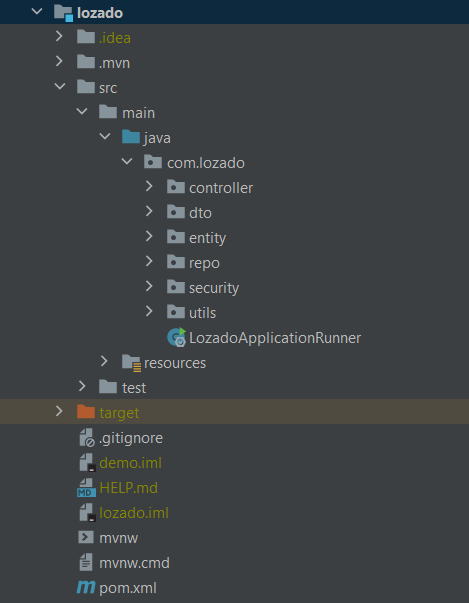 lozado
.idea
.mvn
src
main
java
com.lozado
controller
dto
entity
repo
security
utils
LozadoApplicationRunner
resources
test
target
.gitignore
demo.iml
HELP.md
lozado.iml
mvnw
mvnw.cmd
pom.xml